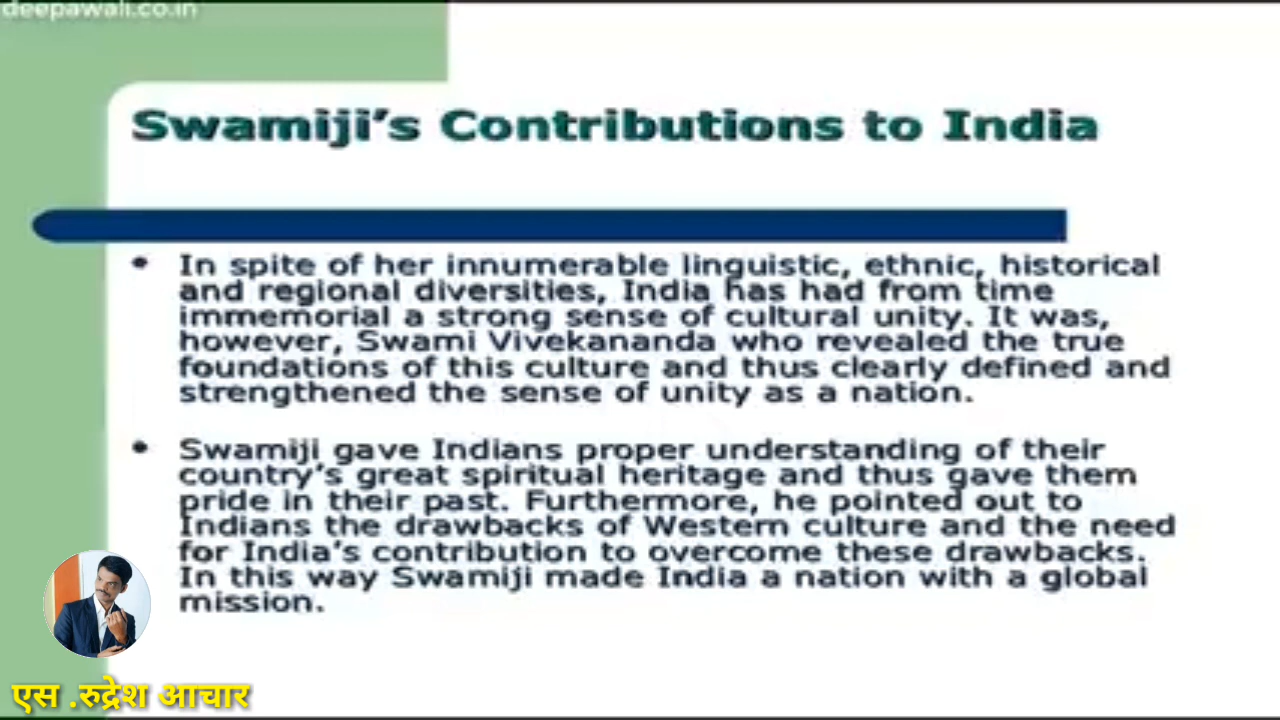 deepawali.co.in
Swamiji’s Contributions to India
• In spite of her innumerable linguistic, ethnic, historical
and regional diversities, India has had from time
immemorial a strong sense of cultural unity. It was,
however, Swami Vivekananda who revealed the true
foundations of this culture and thus clearly defined and
strengthened the sense of unity as a nation.
• Swamiji gave Indians proper understanding of their
country’s great spiritual heritage and thus gave them
pride in their past. Furthermore, he pointed out to
Indians the drawbacks of Western culture and the need
for India’s contribution to overcome these drawbacks.
In this way Swamiji made India a nation with a global
mission.
एस .रुद्रेश आचार